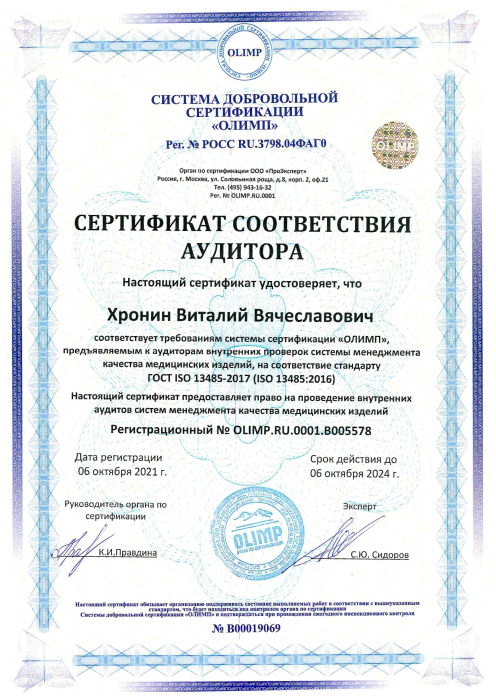 OLIMP
СИСТЕМА ДОБРОВОЛЬНОЙ
СЕРТИФИКАЦИИ
«ОЛИМП»
Рег. № РОСС RU.З798.04ФАГ0
OLIMP
Орган по сертификации ООО «ПроЭксперт»
Россия, г. Москва, ул. Соловьиная роща, д.8, корп. 2, оф.21
Тел. (495) 943-16-32
Рег. № OLIMP.RU.0001
СЕРТИФИКАТ СООТВЕТСТВИЯ
АУДИТОРА
Настоящий сертификат удостоверяет, что
Хронин Виталий Вячеславович
соответствует требованиям системы сертификации «ОЛИМП»,
предъявляемым к аудиторам внутренних проверок системы менеджмента
качества медицинских изделий, на соответствие стандарту
ГОСТ ISO 13485-2017 (ISO 13485:2016)
Настоящий сертификат предоставляет право на проведение внутренних
аудитов систем менеджмента качества медицинских изделий
Регистрационный № OLIMP.RU.0001.B005578
Дата регистрации
06 октября 2021 г.
Срок действия до
06 октября 2024 г.
Руководитель органа по
сертификации
К.И.Правдина
Эксперт
С.Ю. Сидоров
OLIMP
Настоящий сертификат обязывает организацию поддерживать состояние выполняемых работ в соответствии с вышеуказанным
стандартом, что будет находиться под контролем органа по сертификации
Системы добровольной сертификации «ОЛИМП» и подтверждаться при прохождении ежегодного инспекционного контроля
№ В00019069